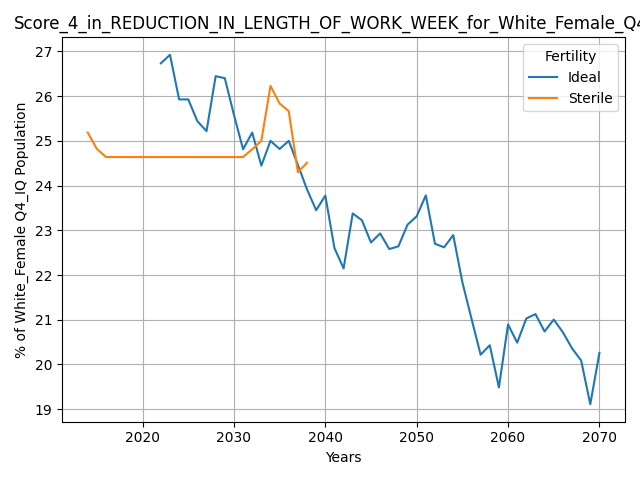 Score_4_in_REDUCTION_IN_LENGTH_OF_WORK_WEEK_for_White_Female_Q4
Fertility
Ideal
Sterile
% of White_Female Q4_IQ Population
27
26
25
24
23
22
21
20
19
2020 2030 2040 2050 2060 2070
Years